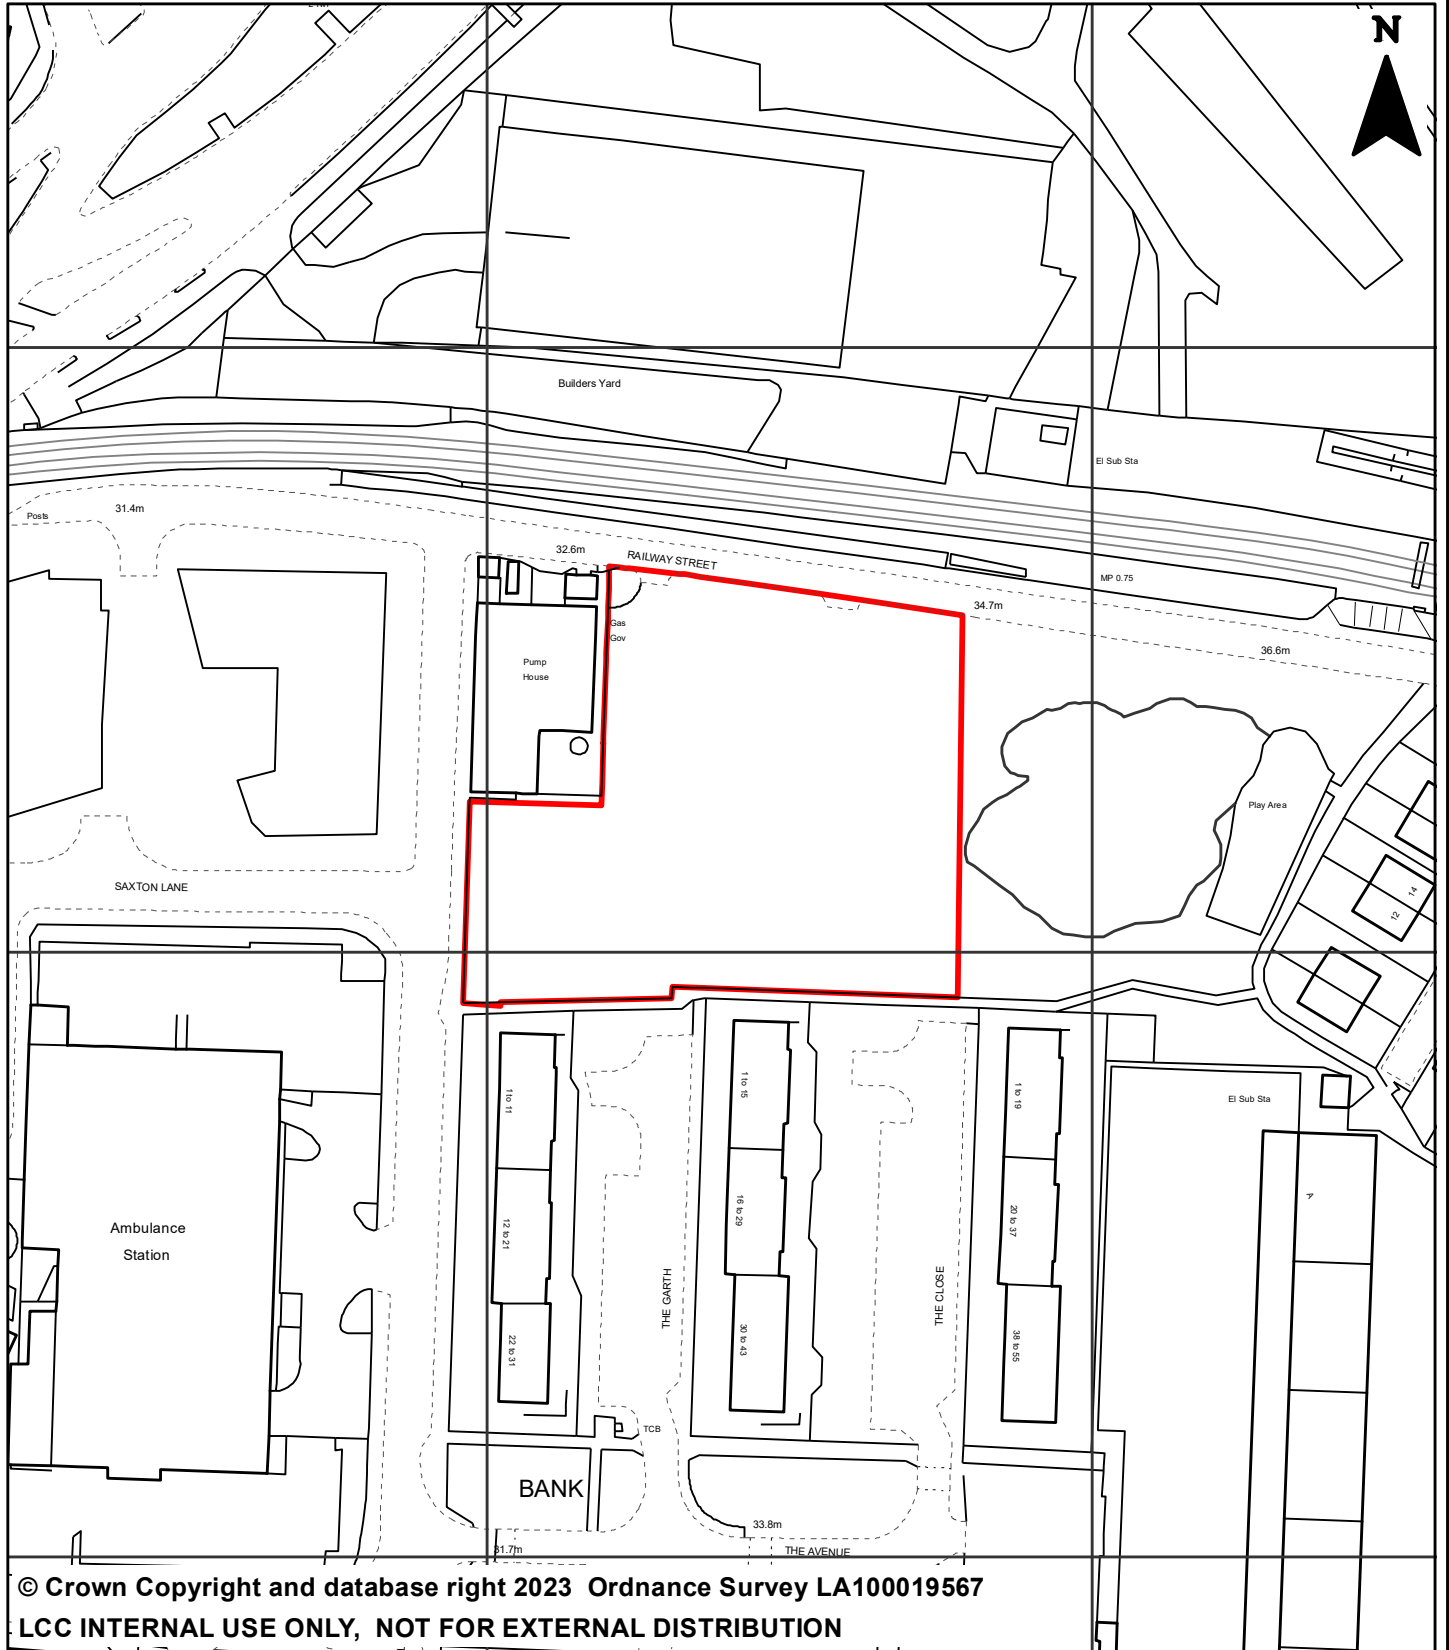 N
Builders Yard
El Sub Sta
31.4m
Posts
32.6m
RAILWAY STREET
MP 0.75
34.7m
Gas
Gov
36.6m
Pump
House
Play Area
SAXTON LANE
14
12
1 to 11
1 to 15
1 to 19
El Sub Sta
A
16 to 29
12 to 21
20 to 37
Ambulance
Station
THE GARTH
THE CLOSE
22 to 31
30 to 43
38 to 55
TCB
BANK
33.8m
31.7m
THE AVENUE
© Crown Copyright and database right 2023 Ordnance Survey LA100019567
LCC INTERNAL USE ONLY, NOT FOR EXTERNAL DISTRIBUTION